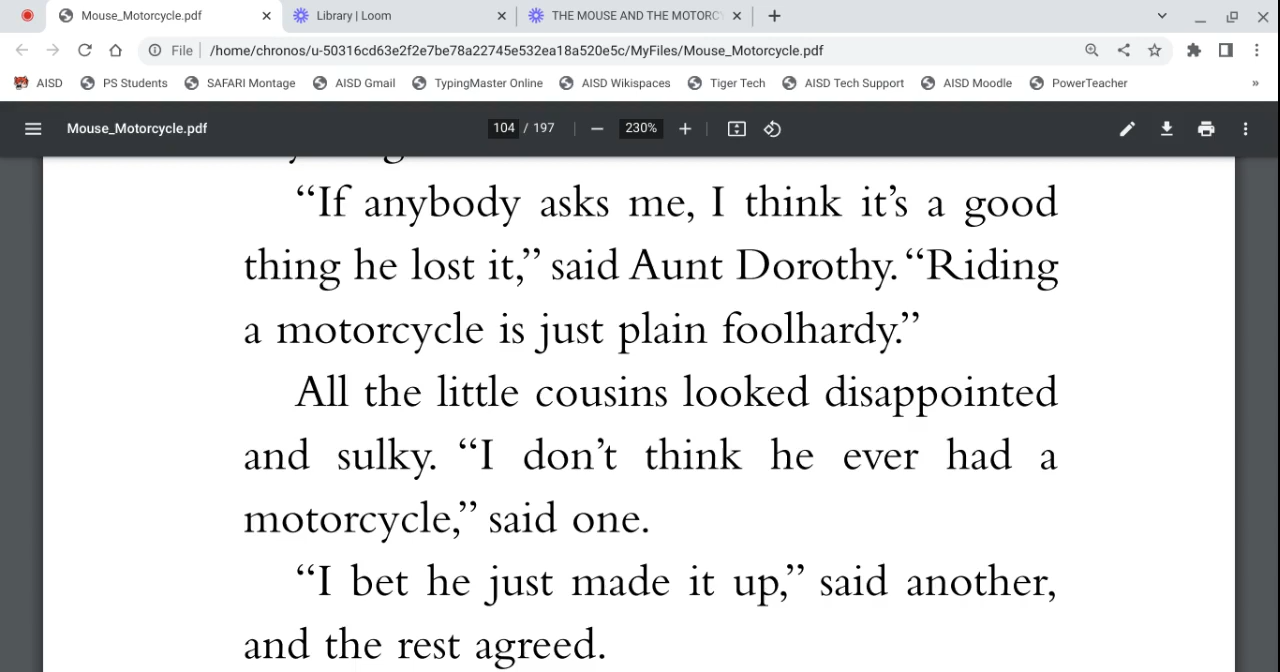 Mouse_Motorcycle.pdf
Library | Loom
THE MOUSE AND THE MOTORC
File
/home/chronos/u-50316cd63e2f2e7be78a22745e532ea18a520e5c/MyFiles/Mouse_Motorcycle.pdf
AISD PS Students SAFARI Montage AISD Gmail TypingMaster Online AISD Wikispaces Tiger Tech AISD Tech Support AISD Moodle PowerTeacher »
Mouse_Motorcycle.pdf 104 / 197 230%
“If anybody asks me, I think it’s a good
thing he lost it,” said Aunt Dorothy. “Riding
a motorcycle is just plain foolhardy.”
All the little cousins looked disappointed
and sulky. “I don’t think he ever had a
motorcycle,” said one.
“I bet he just made it up,” said another,
and the rest agreed.